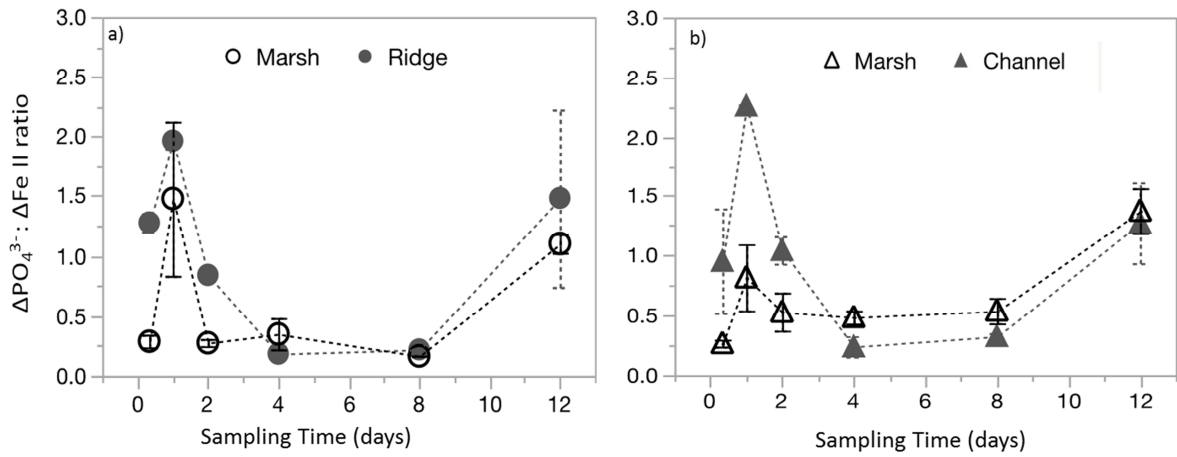 a)
Marsh Ridge
3.0
2.5
2.0
1.5
1.0
0.5
0.0
ΔPO₄³⁻: ΔFe II ratio
0 2 4 6 8 10 12
Sampling Time (days)
b)
Marsh Channel
3.0
2.5
2.0
1.5
1.0
0.5
0.0
0 2 4 6 8 10 12
Sampling Time (days)